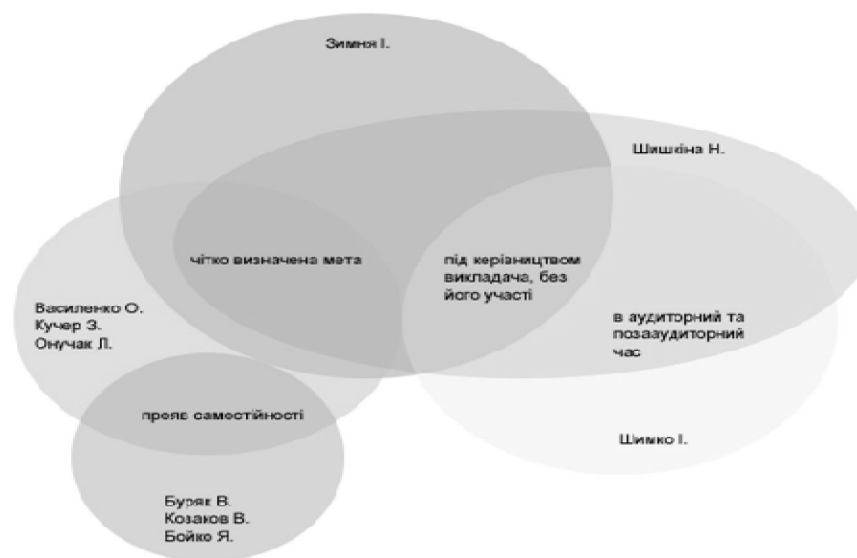 Зимня І.
Шишкіна Н.
чітко визначена мета
під керівництвом
викладача, без
його участі
Василенко О.
Кучер З.
Онучак Л.
в аудиторний та
позааудиторний
час
прояв самостійності
Шимко І.
Буряк В.
Козаков В.
Бойко Я.